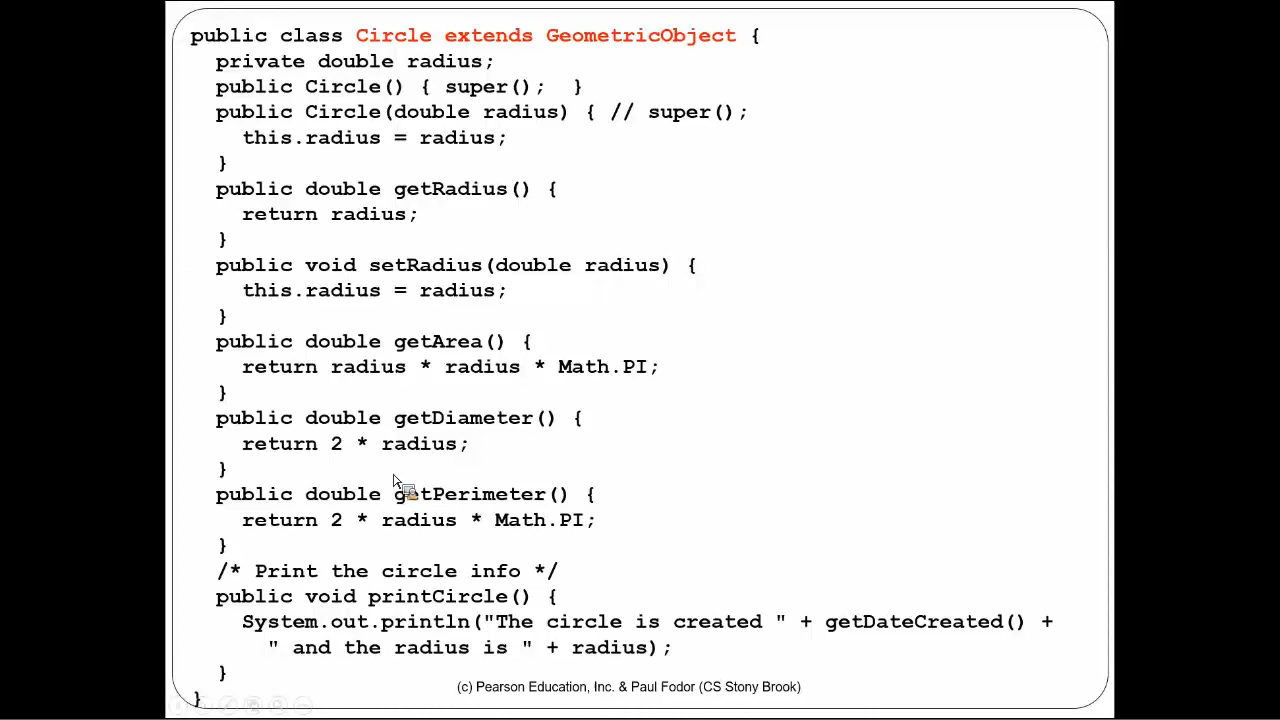 public class Circle extends GeometricObject {
  private double radius;
  public Circle() { super();  }
  public Circle(double radius) { // super();
    this.radius = radius;
  }
  public double getRadius() {
    return radius;
  }
  public void setRadius(double radius) {
    this.radius = radius;
  }
  public double getArea() {
    return radius * radius * Math.PI;
  }
  public double getDiameter() {
    return 2 * radius;
  }
  public double getPerimeter() {
    return 2 * radius * Math.PI;
  }
  /* Print the circle info */
  public void printCircle() {
    System.out.println("The circle is created " + getDateCreated() +
      " and the radius is " + radius);
  }
(c) Pearson Education, Inc. & Paul Fodor (CS Stony Brook)
}